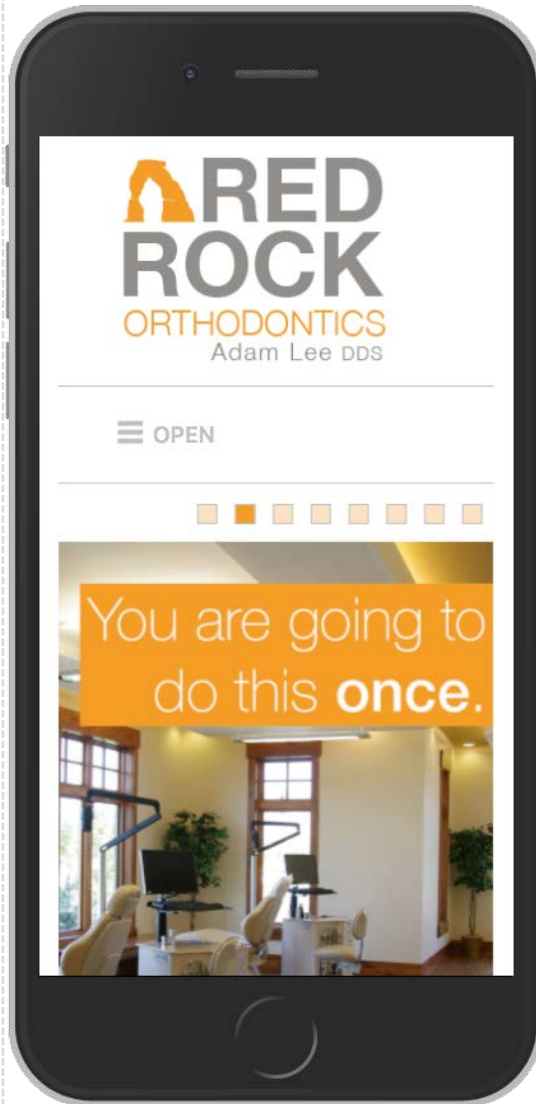 RED
ROCK
ORTHODONTICS
Adam Lee DDS
OPEN
You are going to
do this once.